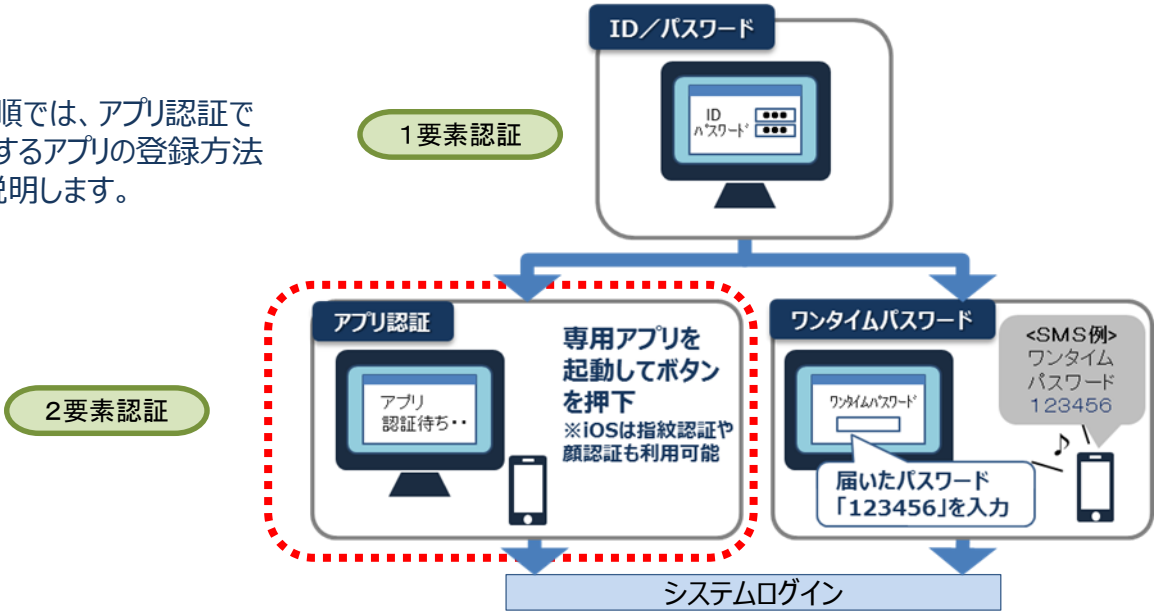 ID／パスワード
ID
パスワード
順では、アプリ認証で
するアプリの登録方法
説明します。
1要素認証
アプリ認証
アプリ
認証待ち・・
専用アプリを
起動してボタン
を押下
※iOSは指紋認証や
顔認証も利用可能
ワンタイムパスワード
ワンタイムパスワード
<SMS例>
ワンタイム
パスワード
123456
♪
届いたパスワード
「123456」を入力
2要素認証
システムログイン